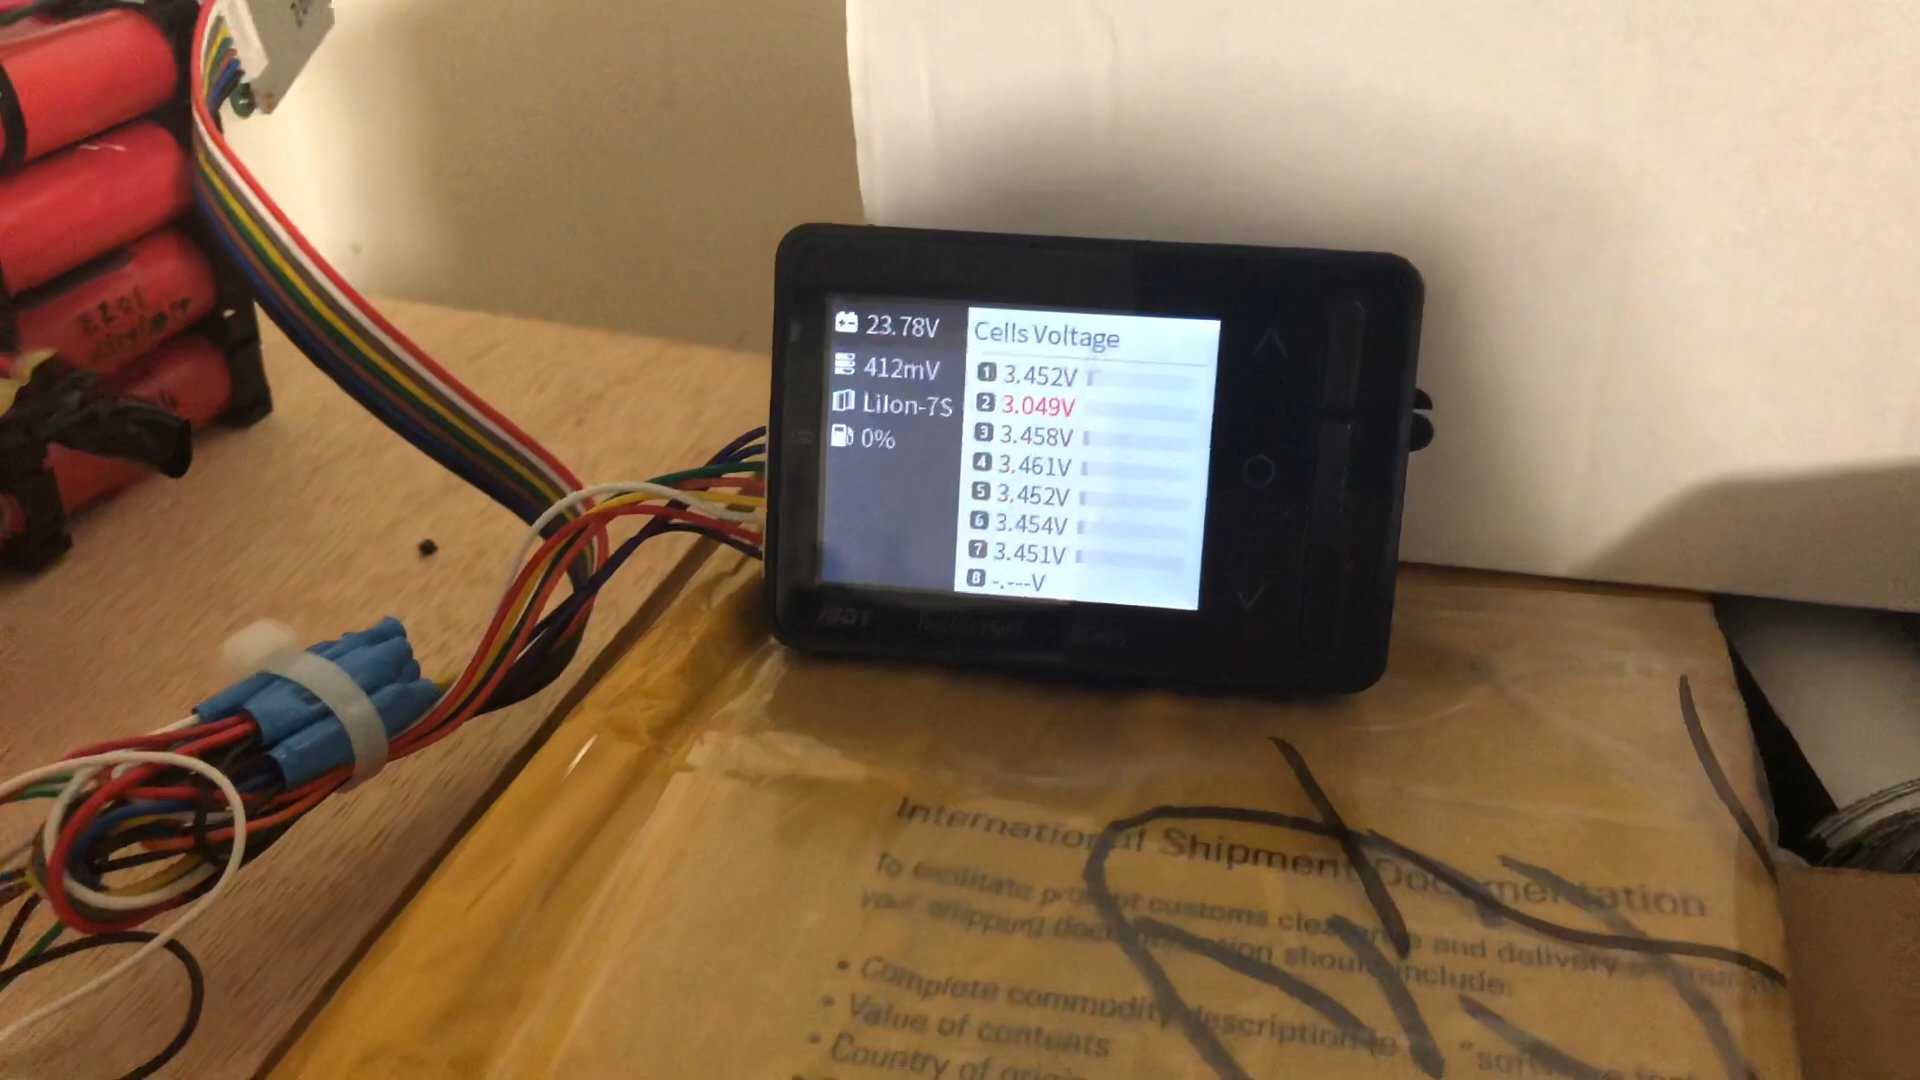 23.78V
412mV
LiIon-7S
0%
Cells Voltage
1 3.452V
2 3.049V
3 3.458V
4 3.461V
5 3.452V
6 3.454V
7 3.451V
8 -.---V
ISDT
International Shipment Documentation
To facilitate prompt customs clearance and delivery
your shipping documentation should include:
• Complete commodity description
• Value of contents
• Country of origin